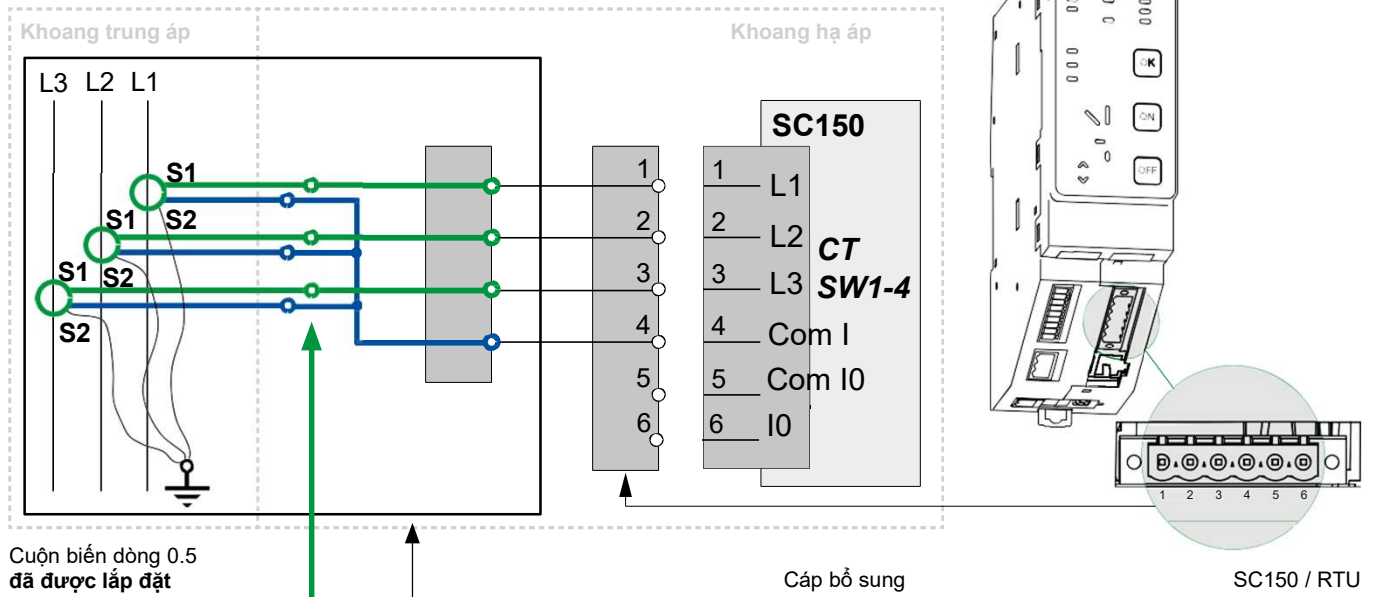 Khoang trung áp
Khoang hạ áp
L3 L2 L1
SC150
S1
S2
S1
S2
S1
S2
1
2
3
4
5
6
1 L1
2 L2
3 L3
4 Com I
5 Com I0
6 I0
CT
SW1-4
OK
ON
OFF
1 2 3 4 5 6
Cuộn biến dòng 0.5
đã được lắp đặt
Cáp bổ sung
SC150 / RTU